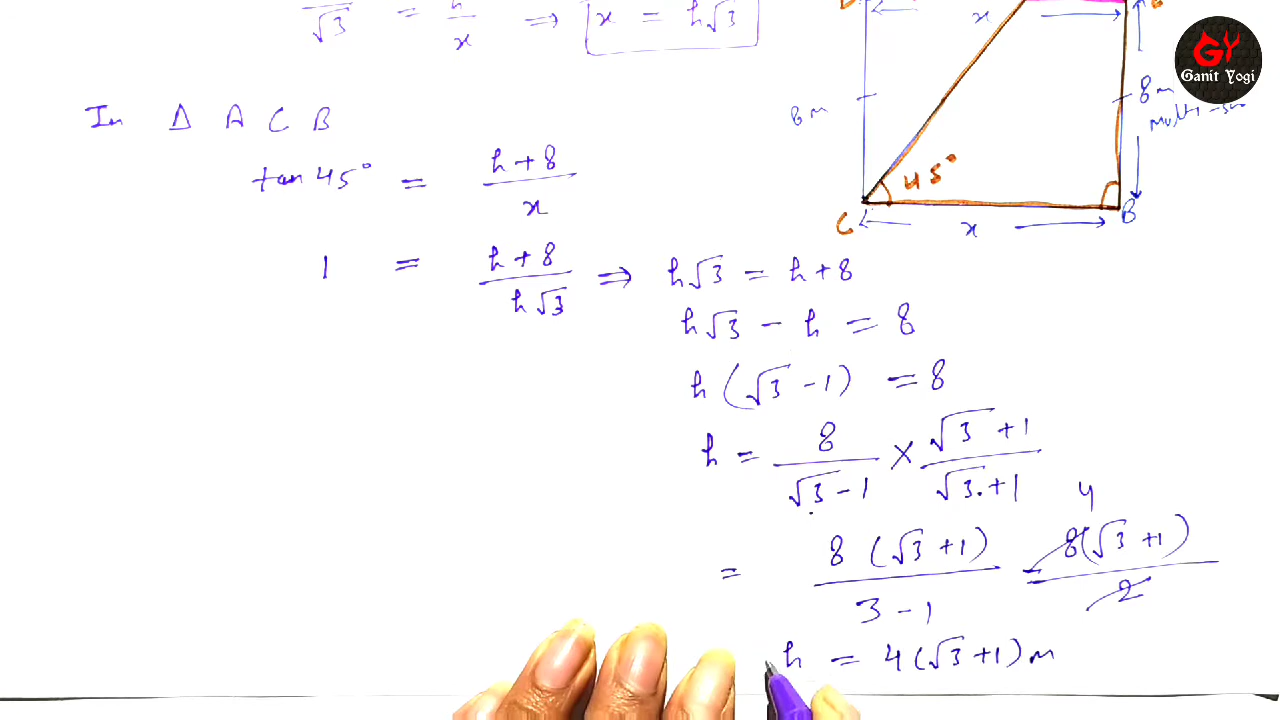 1/√3 = h/x ⇒ x = h√3
In Δ A C B
tan 45° = h+8/x
1 = h+8/h√3 ⇒ h√3 = h+8
h√3 - h = 8
h(√3 -1) = 8
h = 8/√3-1 × √3+1/√3+1
= 8(√3+1)/3-1 = 8(√3+1)/2
4
h = 4(√3+1)m
x
8m
8m
45°
C
x
B
GY
Ganit Yogi